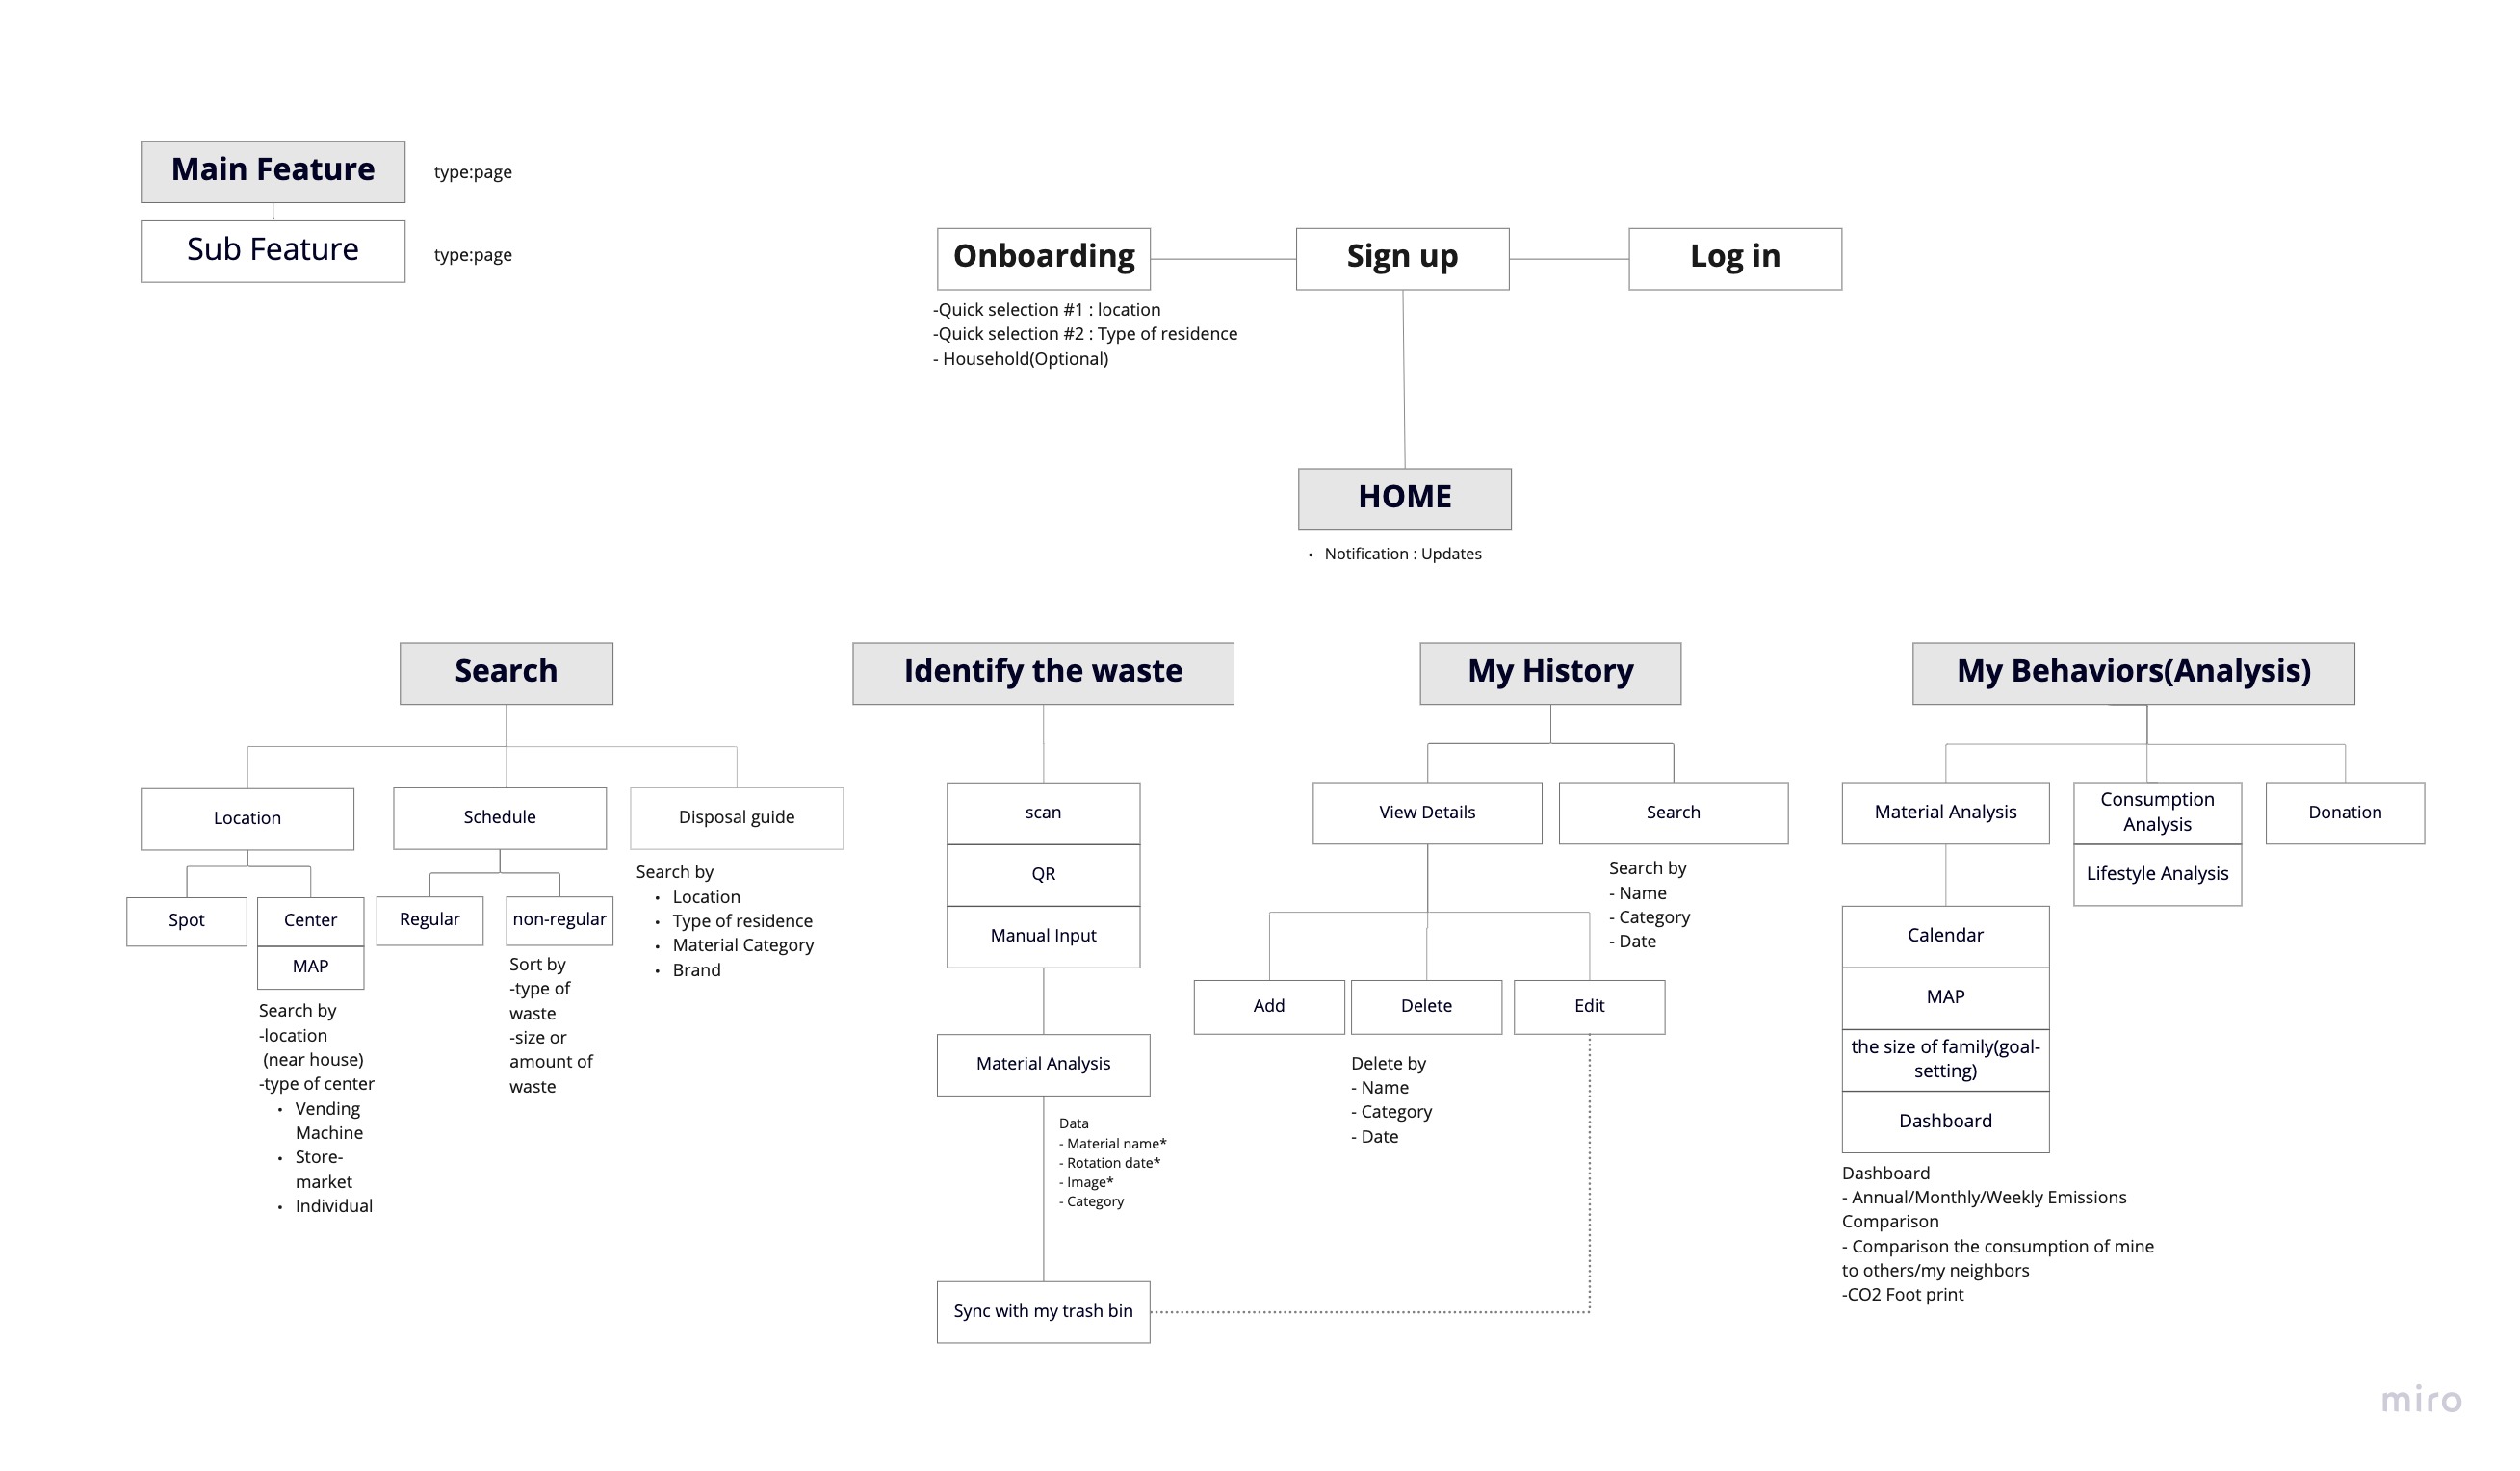 Main Feature
type:page
Sub Feature
type:page
Onboarding
Sign up
Log in
-Quick selection #1 : location
-Quick selection #2 : Type of residence
- Household(Optional)
HOME
• Notification : Updates
Search
Location
Schedule
Disposal guide
Spot
Center
MAP
Search by
-location
(near house)
-type of center
• Vending
Machine
• Store-
market
• Individual
Regular
non-regular
Sort by
-type of
waste
-size or
amount of
waste
Search by
• Location
• Type of residence
• Material Category
• Brand
Identify the waste
scan
QR
Manual Input
Material Analysis
Data
- Material name*
- Rotation date*
- Image*
- Category
Sync with my trash bin
My History
View Details
Search
Search by
- Name
- Category
- Date
Add
Delete
Edit
Delete by
- Name
- Category
- Date
My Behaviors(Analysis)
Material Analysis
Consumption
Analysis
Lifestyle Analysis
Donation
Calendar
MAP
the size of family(goal-
setting)
Dashboard
Dashboard
- Annual/Monthly/Weekly Emissions
Comparison
- Comparison the consumption of mine
to others/my neighbors
-CO2 Foot print
miro